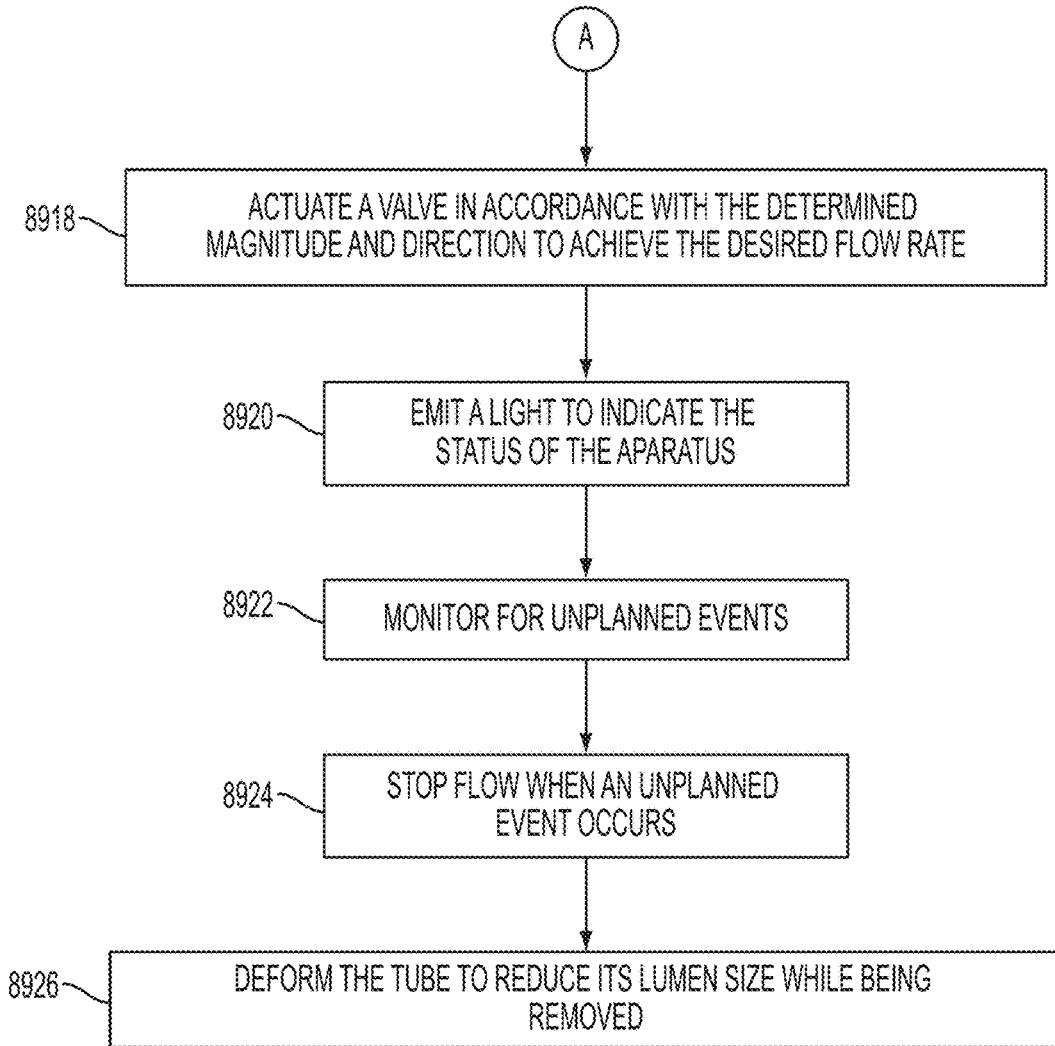 A
8918
ACTUATE A VALVE IN ACCORDANCE WITH THE DETERMINED
MAGNITUDE AND DIRECTION TO ACHIEVE THE DESIRED FLOW RATE
8920
EMIT A LIGHT TO INDICATE THE
STATUS OF THE APARATUS
8922
MONITOR FOR UNPLANNED EVENTS
8924
STOP FLOW WHEN AN UNPLANNED
EVENT OCCURS
8926
DEFORM THE TUBE TO REDUCE ITS LUMEN SIZE WHILE BEING
REMOVED